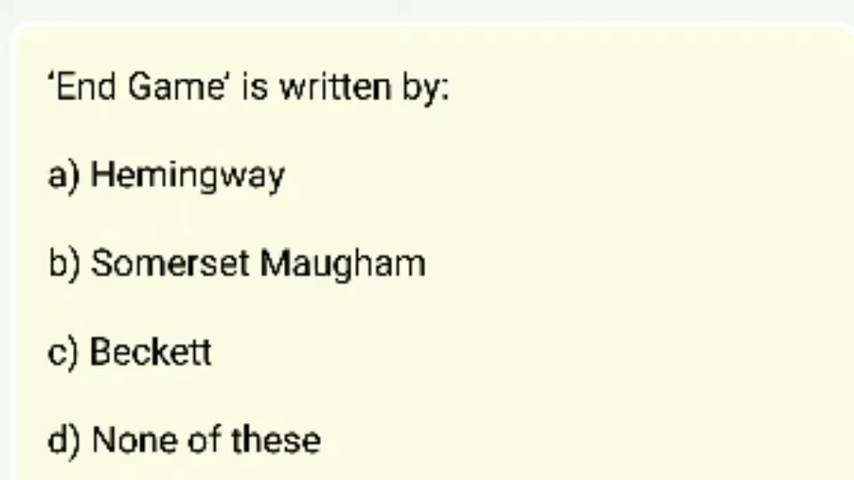 ‘End Game’ is written by:
a) Hemingway
b) Somerset Maugham
c) Beckett
d) None of these